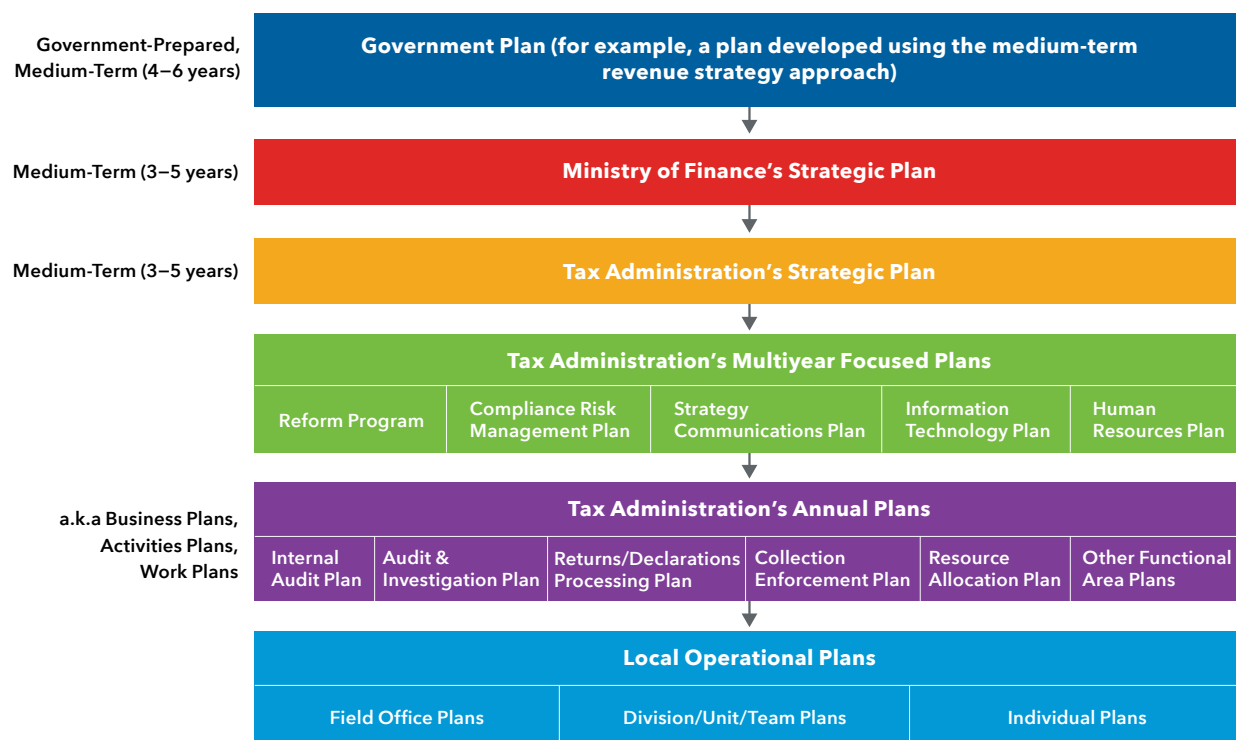 Government-Prepared,
Medium-Term (4–6 years)
Government Plan (for example, a plan developed using the medium-term
revenue strategy approach)
Medium-Term (3–5 years)
Ministry of Finance's Strategic Plan
Medium-Term (3–5 years)
Tax Administration's Strategic Plan
Tax Administration's Multiyear Focused Plans
Reform Program
Compliance Risk
Management Plan
Strategy
Communications Plan
Information
Technology Plan
Human
Resources Plan
a.k.a Business Plans,
Activities Plans,
Work Plans
Tax Administration's Annual Plans
Internal
Audit Plan
Audit &
Investigation Plan
Returns/Declarations
Processing Plan
Collection
Enforcement Plan
Resource
Allocation Plan
Other Functional
Area Plans
Local Operational Plans
Field Office Plans
Division/Unit/Team Plans
Individual Plans